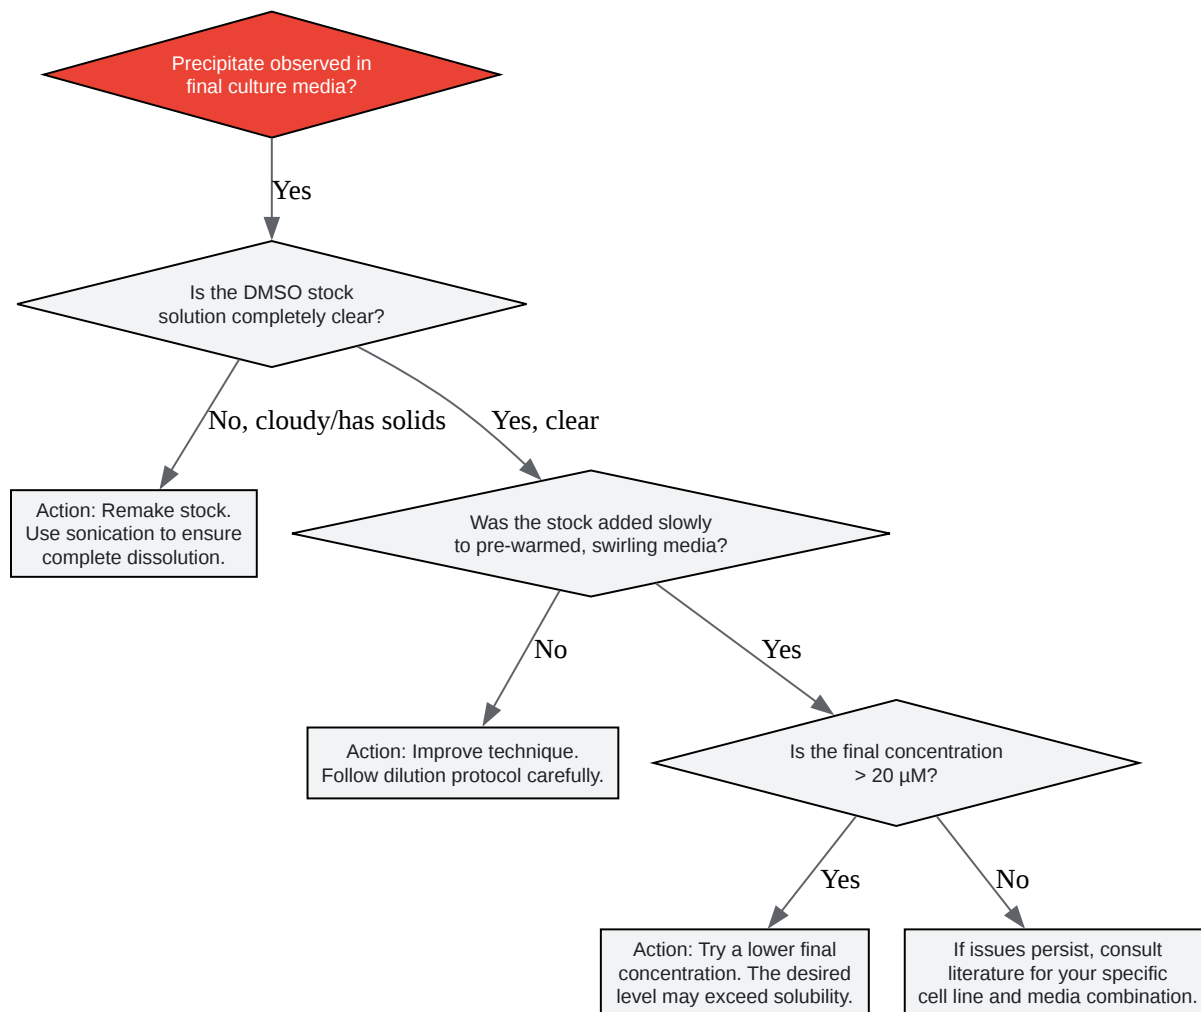 Precipitate observed in
final culture media?
Yes
Is the DMSO stock
solution completely clear?
No, cloudy/has solids
Yes, clear
Action: Remake stock.
Use sonication to ensure
complete dissolution.
Was the stock added slowly
to pre-warmed, swirling media?
No
Yes
Action: Improve technique.
Follow dilution protocol carefully.
Is the final concentration
> 20 µM?
Yes
No
Action: Try a lower final
concentration. The desired
level may exceed solubility.
If issues persist, consult
literature for your specific
cell line and media combination.